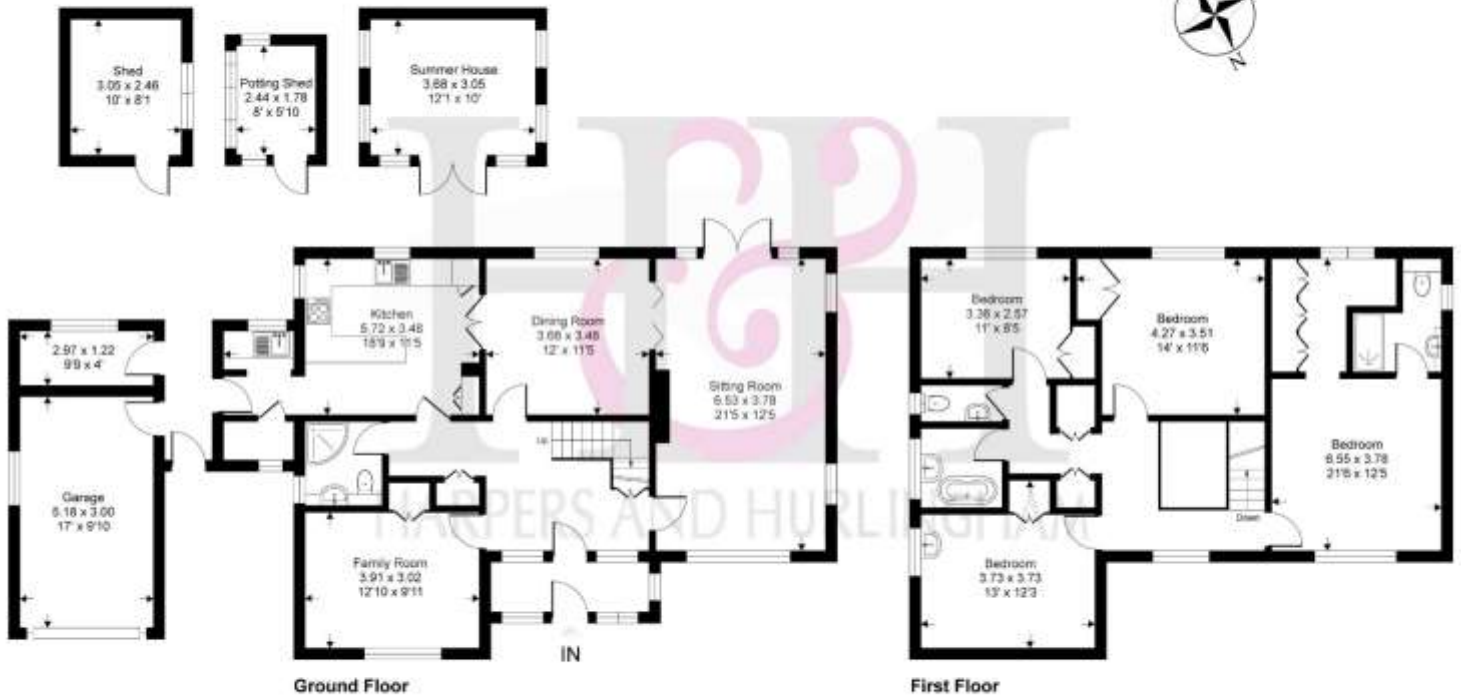 N
Shed
3.05 x 2.46
10' x 8'1
Potting Shed
2.44 x 1.78
8' x 5'10
Summer House
3.68 x 3.05
12'1 x 10'
Kitchen
5.72 x 3.48
18'9 x 11'5
Dining Room
3.66 x 3.48
12' x 11'5
Sitting Room
6.53 x 3.78
21'5 x 12'5
2.97 x 1.22
9'9 x 4'
Garage
5.18 x 3.00
17' x 9'10
Up
Family Room
3.91 x 3.02
12'10 x 9'11
IN
Ground Floor
Bedroom
3.36 x 2.57
11' x 8'5
Bedroom
4.27 x 3.51
14' x 11'6
Bedroom
6.55 x 3.78
21'6 x 12'5
Down
Bedroom
3.73 x 3.73
13' x 12'3
First Floor
H&H
HARPERS AND HURLINGHAM